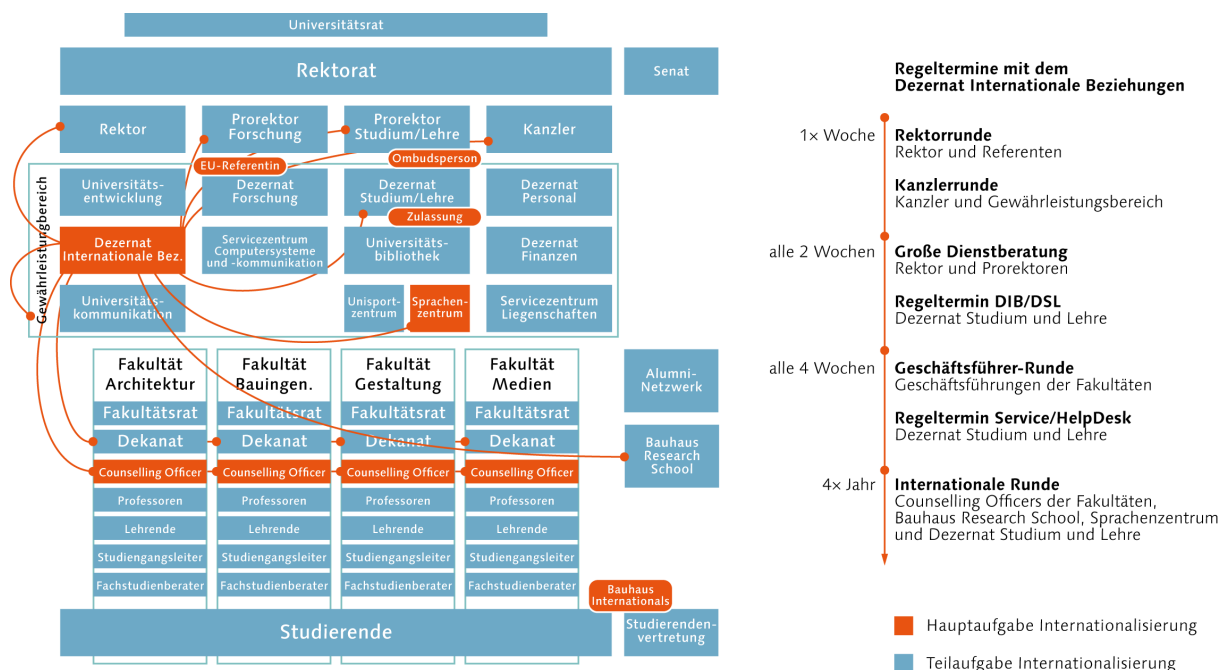 Universitätsrat
Rektorat
Senat
Rektor
Prorektor
Forschung
Prorektor
Studium/Lehre
Kanzler
EU-Referentin
Ombudsperson
Gewährleistungbereich
Universitäts-
entwicklung
Dezernat
Forschung
Dezernat
Studium/Lehre
Dezernat
Personal
Zulassung
Dezernat
Internationale Bez.
Servicezentrum
Computersysteme
und -kommunikation
Universitäts-
bibliothek
Dezernat
Finanzen
Universitäts-
kommunikation
Unisport-
zentrum
Sprachen-
zentrum
Servicezentrum
Liegenschaften
Fakultät
Architektur
Fakultät
Bauingen.
Fakultät
Gestaltung
Fakultät
Medien
Alumni-
Netzwerk
Fakultätsrat
Fakultätsrat
Fakultätsrat
Fakultätsrat
Dekanat
Dekanat
Dekanat
Dekanat
Bauhaus
Research
School
Counselling Officer
Counselling Officer
Counselling Officer
Counselling Officer
Professoren
Professoren
Professoren
Professoren
Lehrende
Lehrende
Lehrende
Lehrende
Studiengangsleiter
Studiengangsleiter
Studiengangsleiter
Studiengangsleiter
Fachstudienberater
Fachstudienberater
Fachstudienberater
Fachstudienberater
Bauhaus
Internationals
Studierende
Studierenden-
vertretung
Regeltermine mit dem
Dezernat Internationale Beziehungen
1× Woche
Rektorrunde
Rektor und Referenten
Kanzlerrunde
Kanzler und Gewährleistungsbereich
alle 2 Wochen
Große Dienstberatung
Rektor und Prorektoren
Regeltermin DIB/DSL
Dezernat Studium und Lehre
alle 4 Wochen
Geschäftsführer-Runde
Geschäftsführungen der Fakultäten
Regeltermin Service/HelpDesk
Dezernat Studium und Lehre
4× Jahr
Internationale Runde
Counselling Officers der Fakultäten,
Bauhaus Research School, Sprachenzentrum
und Dezernat Studium und Lehre
Hauptaufgabe Internationalisierung
Teilaufgabe Internationalisierung